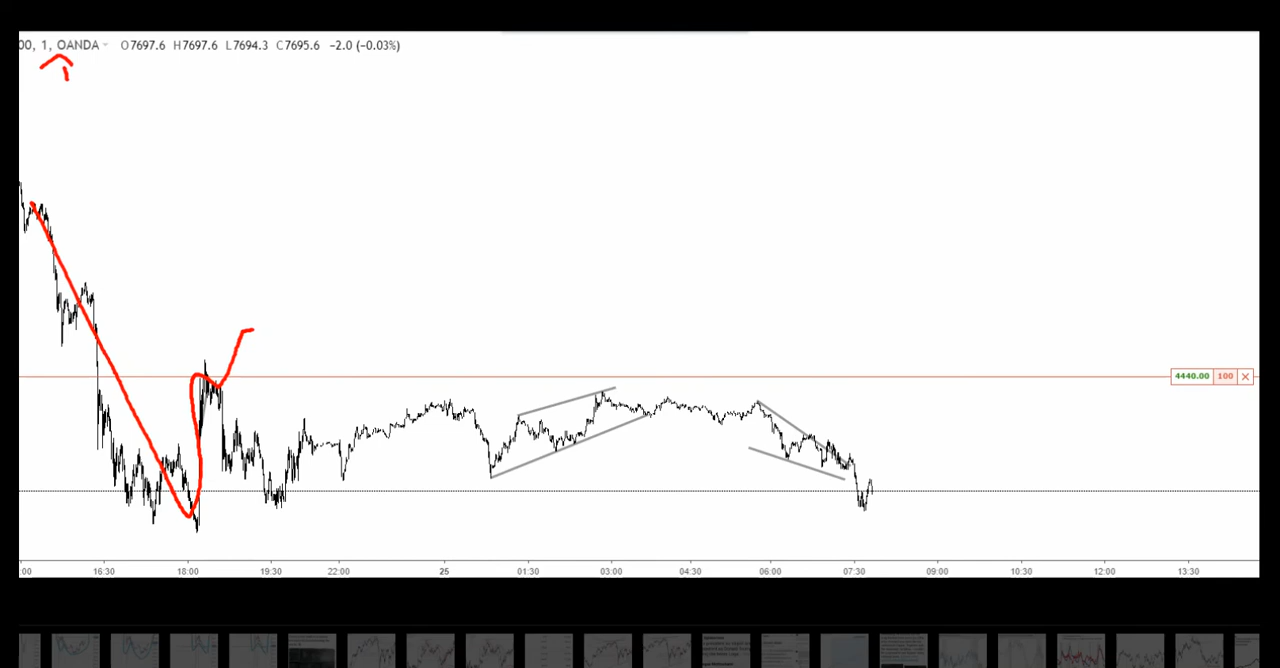 00, 1, OANDA O7697.6 H7697.6 L7694.3 C7695.6 −2.0 (−0.03%)
4440.00 100
:00 16:30 18:00 19:30 22:00 25 01:30 03:00 04:30 06:00 07:30 09:00 10:30 12:00 13:30